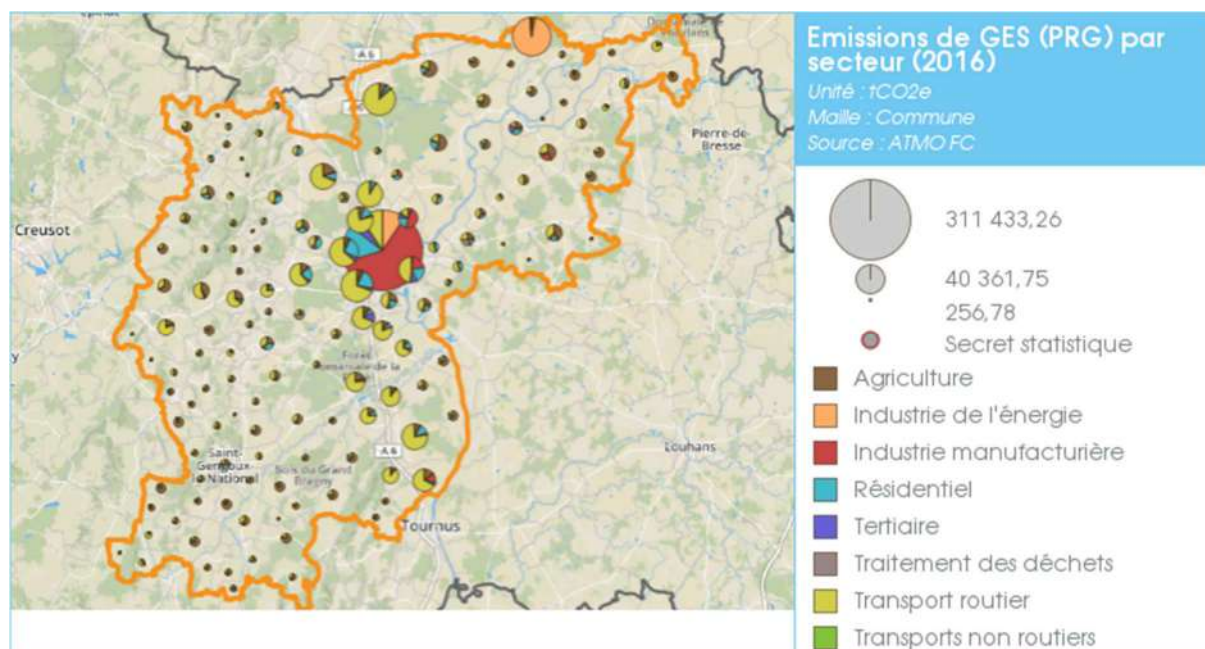 Epinac
A 6
Pierre-de-
Bresse
Creusot
A 6
Louhans
Saint-
Gengoux-
le-National
Bois du Grand
Bragny
Tournus
Emissions de GES (PRG) par
secteur (2016)
Unité : tCO2e
Maille : Commune
Source : ATMO FC
311 433,26
40 361,75
256,78
Secret statistique
Agriculture
Industrie de l'énergie
Industrie manufacturière
Résidentiel
Tertiaire
Traitement des déchets
Transport routier
Transports non routiers